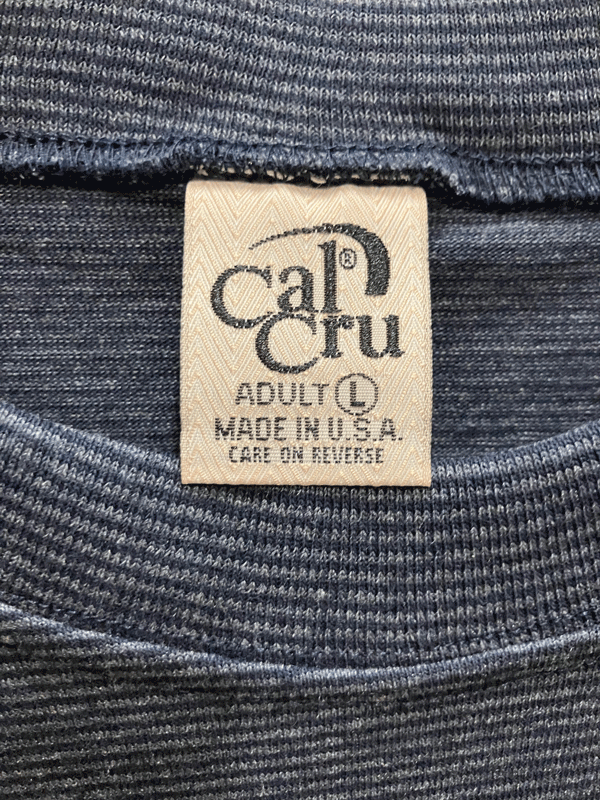 Cal®
Cru
ADULT L
MADE IN U.S.A.
CARE ON REVERSE